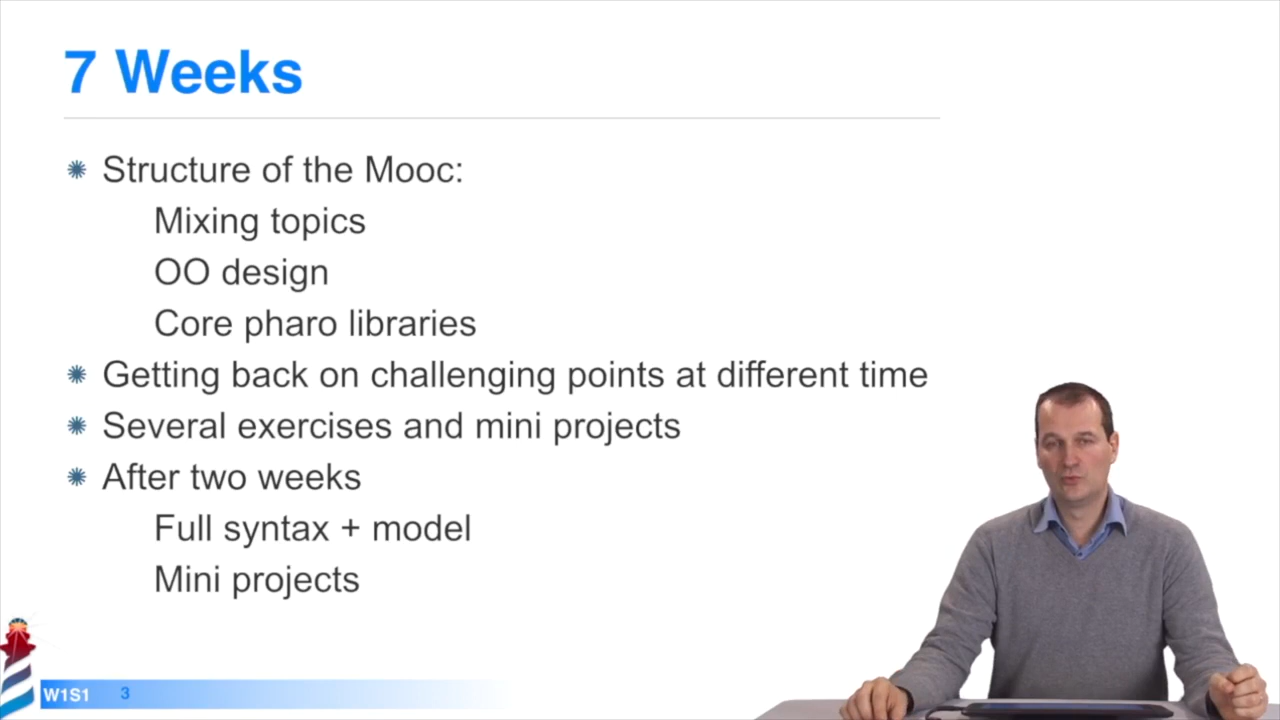 7 Weeks
Structure of the Mooc:
Mixing topics
OO design
Core pharo libraries
Getting back on challenging points at different time
Several exercises and mini projects
After two weeks
Full syntax + model
Mini projects
W1S1 3